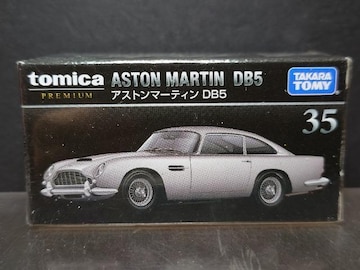 tomica ASTON MARTIN DB5
PREMIUM アストンマーティン DB5
TAKARA
TOMY
35